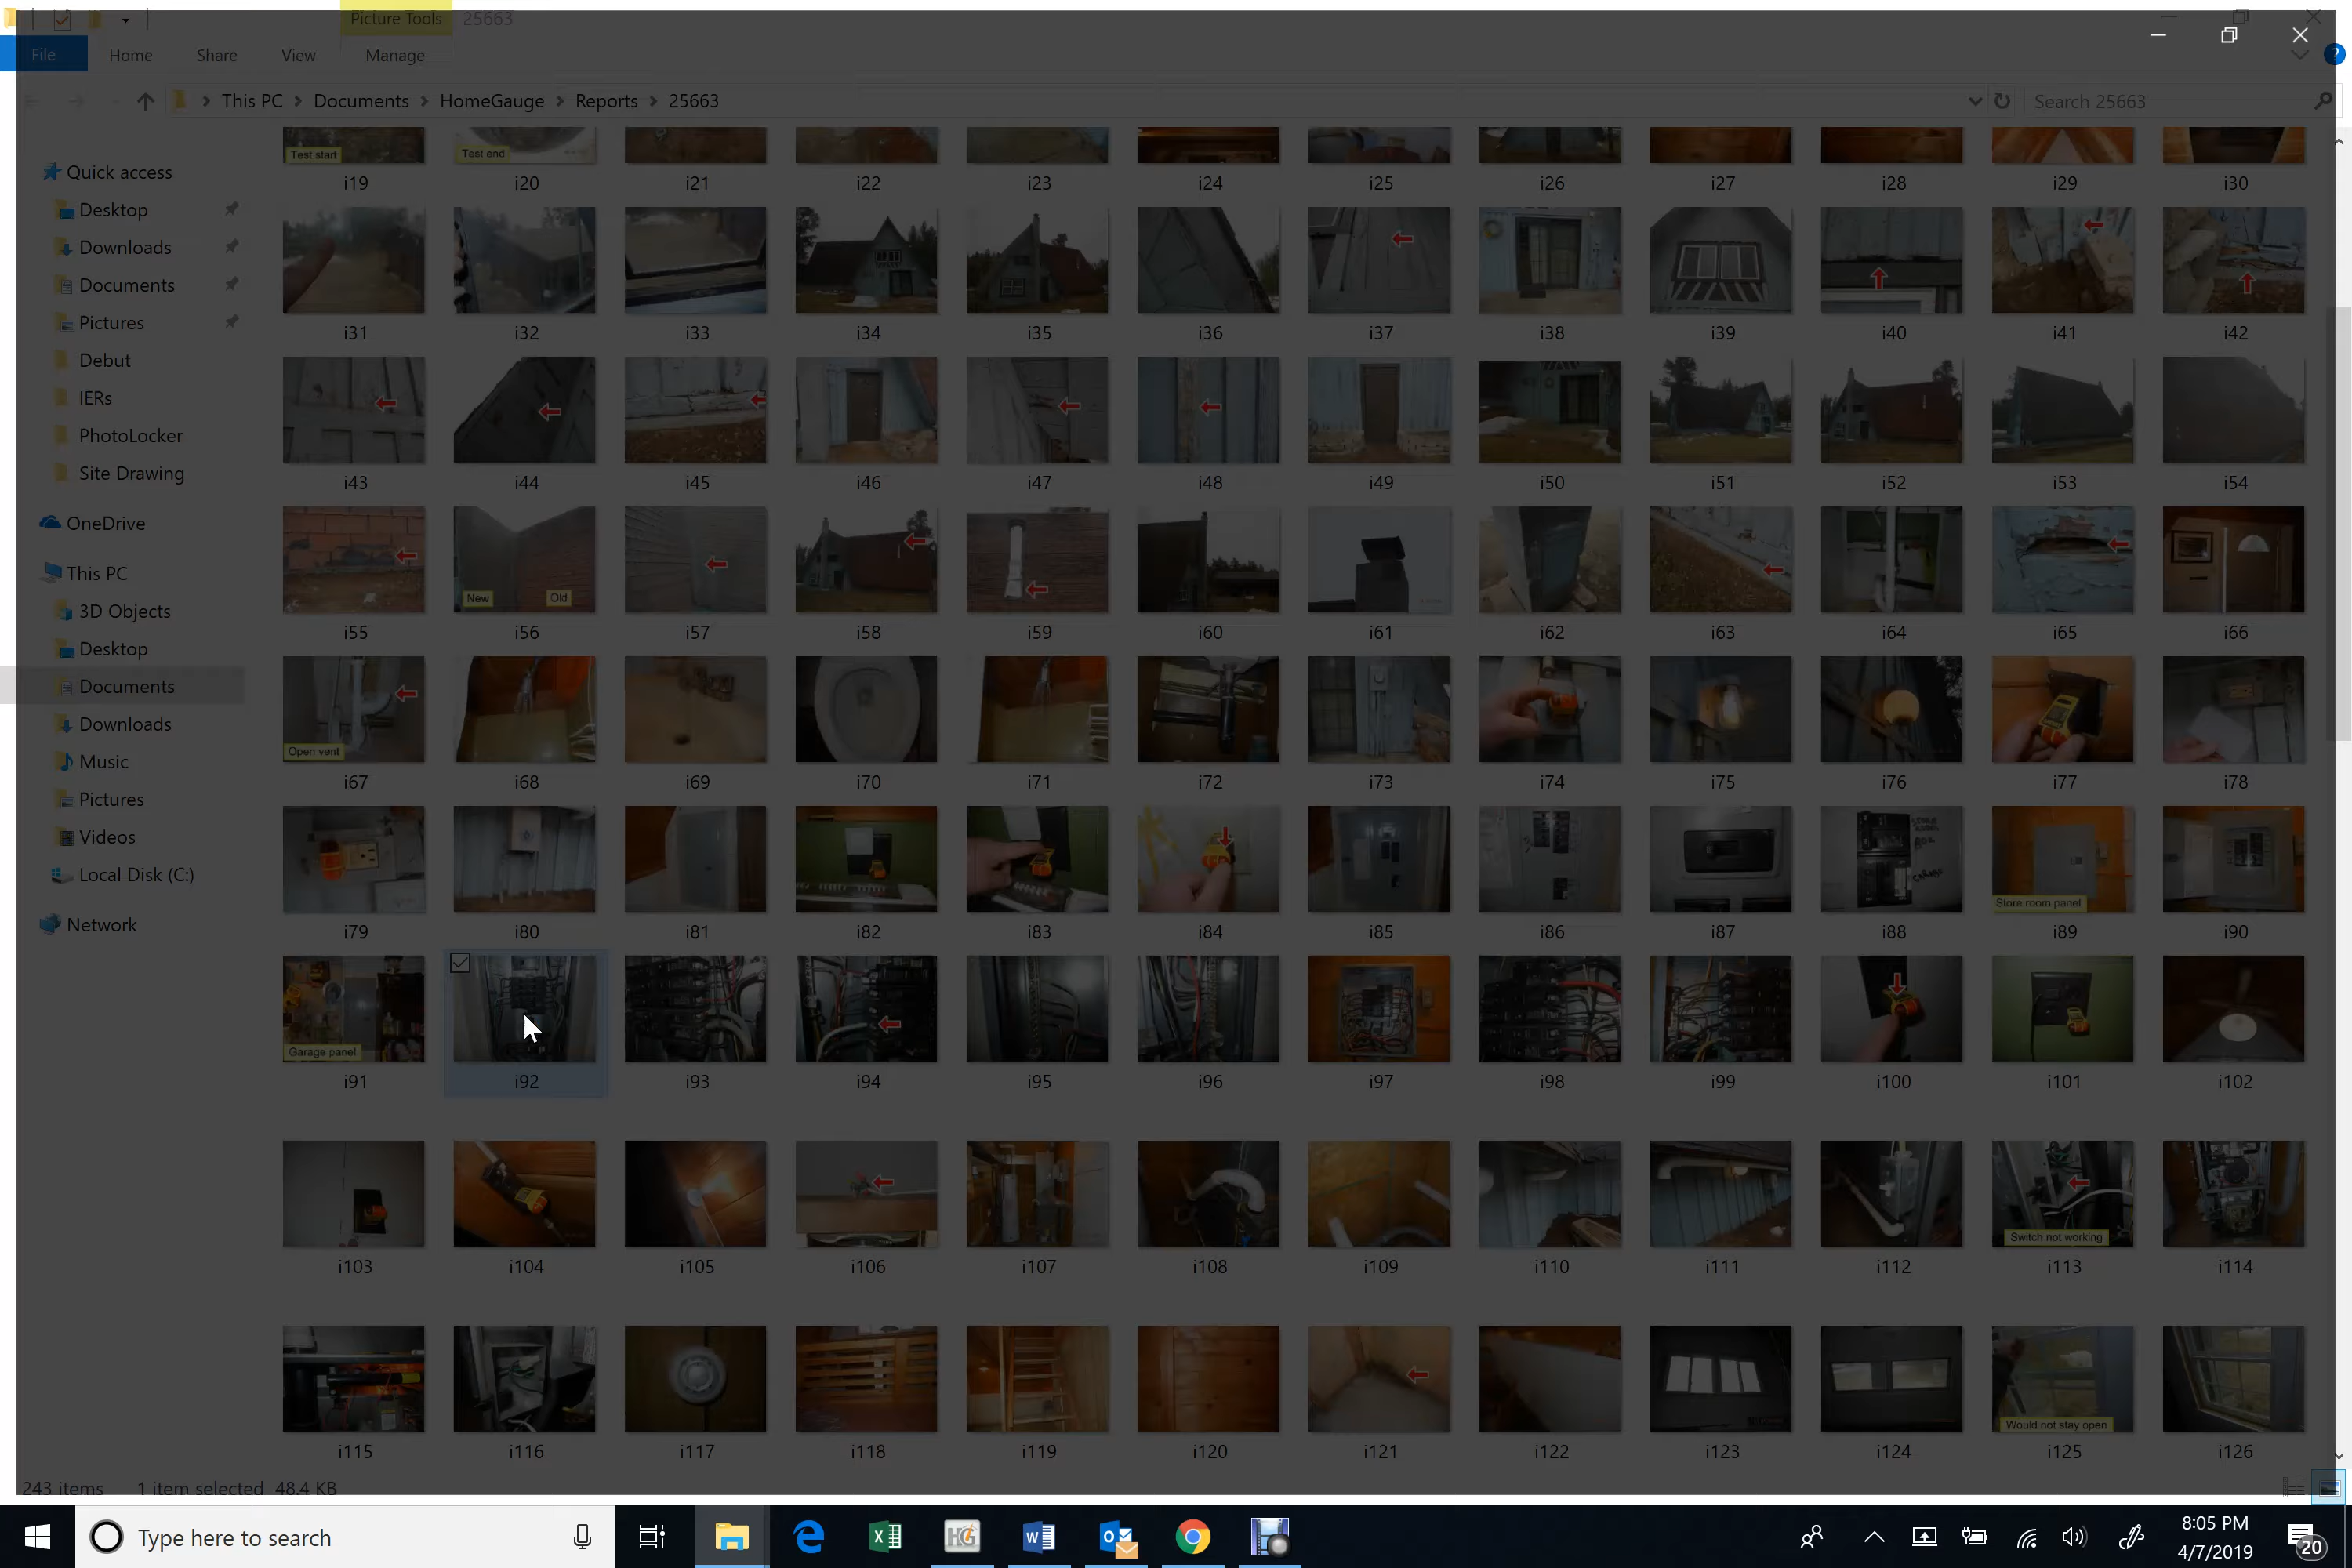 Picture Tools 25663
File Home Share View Manage
This PC Documents HomeGauge Reports 25663 Search 25663
Quick access
Desktop
Downloads
Documents
Pictures
Debut
IERs
PhotoLocker
Site Drawing
OneDrive
This PC
3D Objects
Desktop
Documents
Downloads
Music
Pictures
Videos
Local Disk (C:)
Network
Test start Test end
i19 i20 i21 i22 i23 i24 i25 i26 i27 i28 i29 i30
i31 i32 i33 i34 i35 i36 i37 i38 i39 i40 i41 i42
i43 i44 i45 i46 i47 i48 i49 i50 i51 i52 i53 i54
New Old
i55 i56 i57 i58 i59 i60 i61 i62 i63 i64 i65 i66
Open vent
i67 i68 i69 i70 i71 i72 i73 i74 i75 i76 i77 i78
Store room panel
i79 i80 i81 i82 i83 i84 i85 i86 i87 i88 i89 i90
Garage panel
i91 i92 i93 i94 i95 i96 i97 i98 i99 i100 i101 i102
Switch not working
i103 i104 i105 i106 i107 i108 i109 i110 i111 i112 i113 i114
Would not stay open
i115 i116 i117 i118 i119 i120 i121 i122 i123 i124 i125 i126
243 items 1 item selected 48.4 KB
Type here to search
8:05 PM
4/7/2019
20